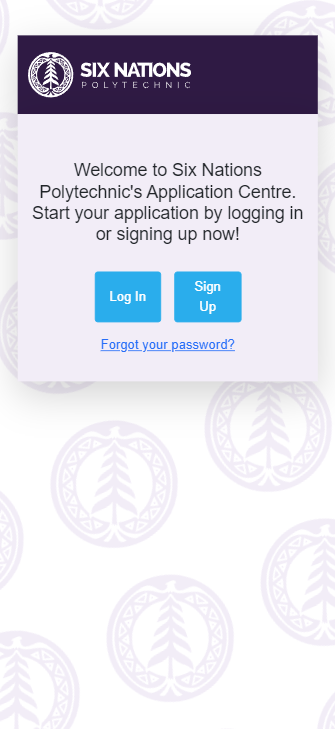 SIX NATIONS
POLYTECHNIC
Welcome to Six Nations
Polytechnic's Application Centre.
Start your application by logging in
or signing up now!
Log In
Sign
Up
Forgot your password?